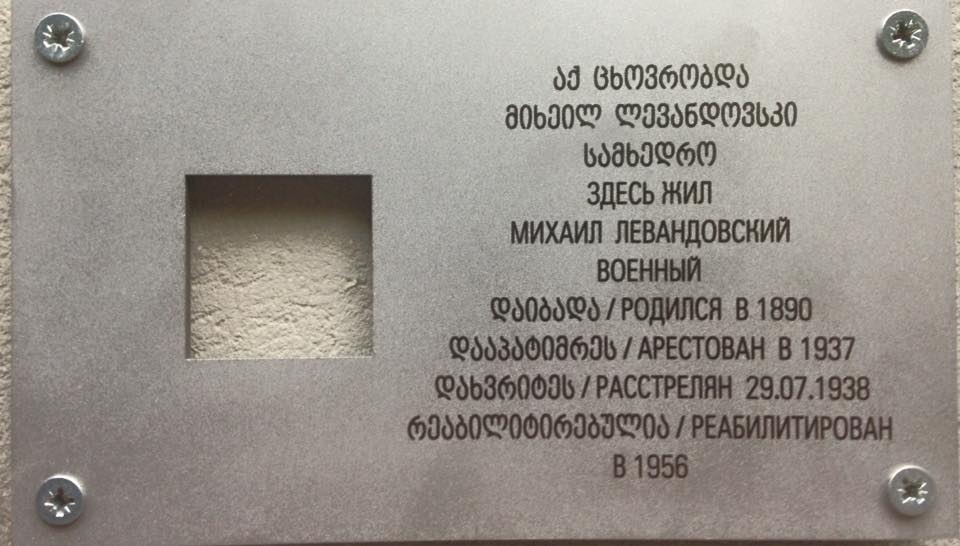 აქ ცხოვრობდა
მიხეილ ლევანდოვსკი
სამხედრო
ЗДЕСЬ ЖИЛ
МИХАИЛ ЛЕВАНДОВСКИЙ
ВОЕННЫЙ
დაიბადა / РОДИЛСЯ В 1890
დააპატიმრეს / АРЕСТОВАН В 1937
დახვრიტეს / РАССТРЕЛЯН 29.07.1938
რეაბილიტირებულია / РЕАБИЛИТИРОВАН
В 1956